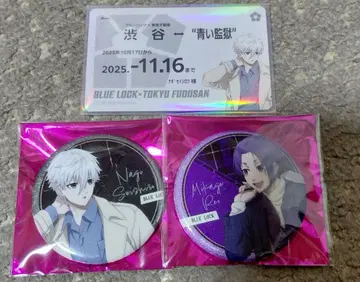 渋谷 ー "青い監獄"
2025年10月17日から
2025.-11.16まで
BLUE LOCK×TOKYU FUDOSAN
Nagi
Seishiro
BLUE LOCK
Mikage
Reo
BLUE LOCK